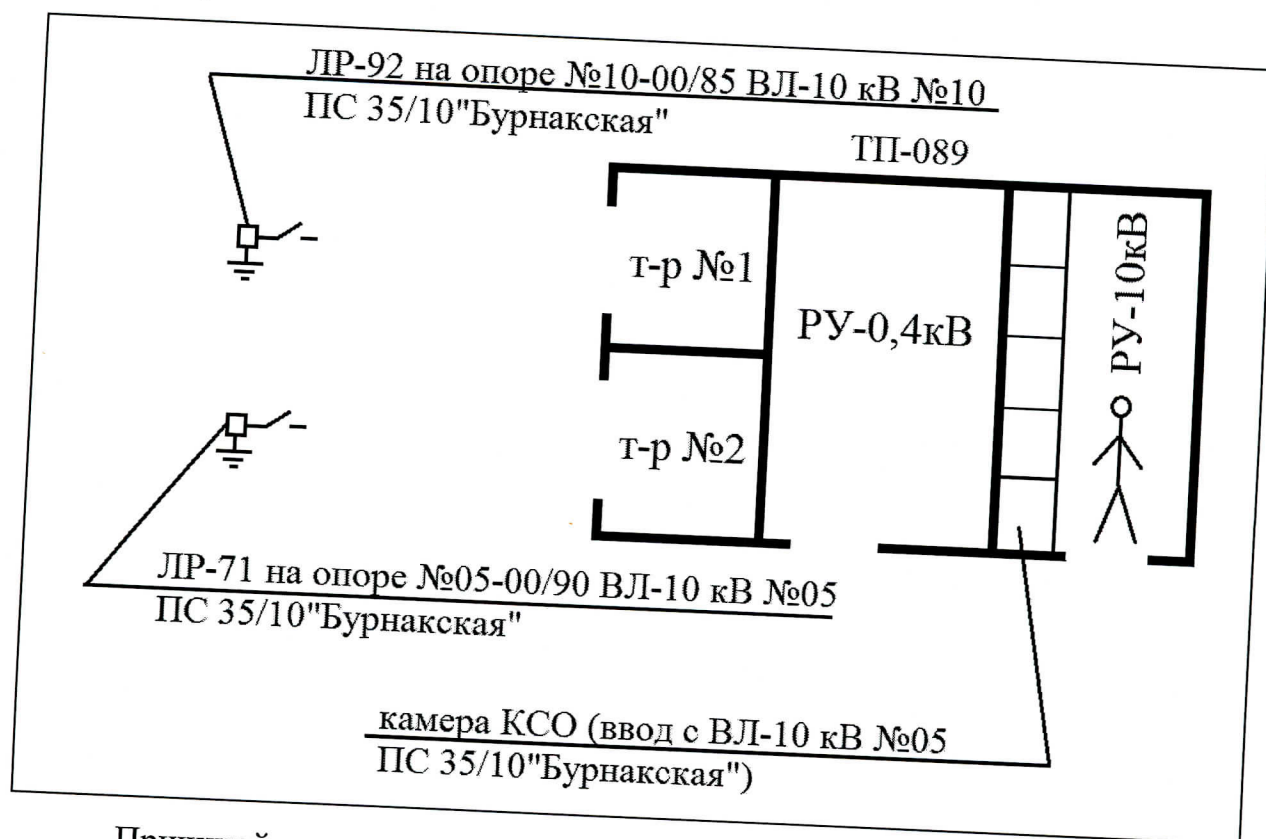 ЛР-92 на опоре №10-00/85 ВЛ-10 кВ №10
ПС 35/10"Бурнакская"
ТП-089
т-р №1
РУ-0,4кВ
РУ-10кВ
т-р №2
ЛР-71 на опоре №05-00/90 ВЛ-10 кВ №05
ПС 35/10"Бурнакская"
камера КСО (ввод с ВЛ-10 кВ №05
ПС 35/10"Бурнакская")